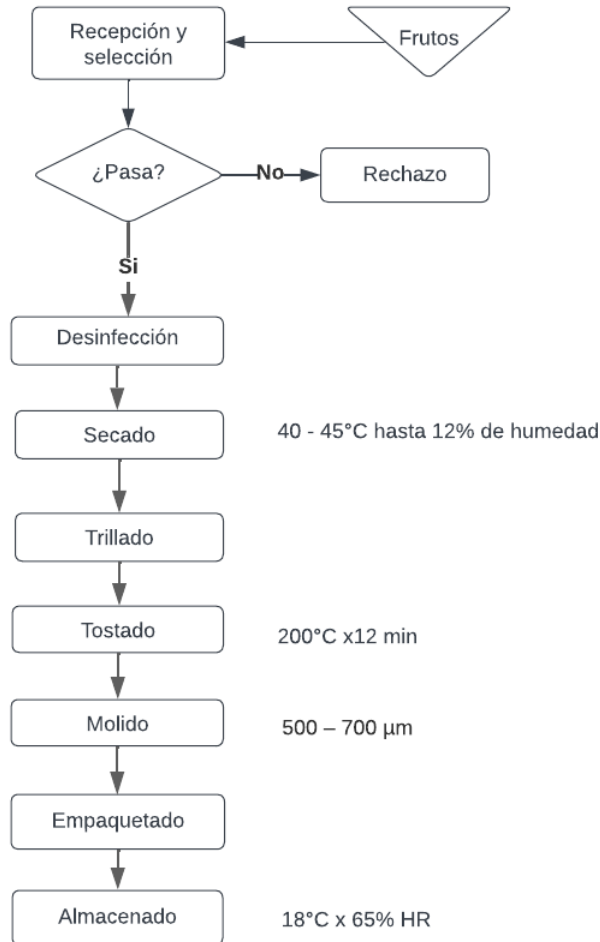 Recepción y
selección
Frutos
¿Pasa?
No
Rechazo
Si
Desinfección
Secado
40 - 45°C hasta 12% de humedad
Trillado
Tostado
200°C x12 min
Molido
500 – 700 µm
Empaquetado
Almacenado
18°C x 65% HR